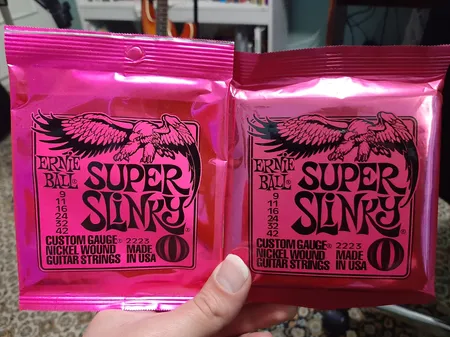 ERNIE
BALL®
9
11
16
24
32
42
SUPER
SLINKY®
CUSTOM GAUGE® 2223
NICKEL WOUND MADE
GUITAR STRINGS IN USA
ERNIE
BALL®
9
11
16
24
32
42
SUPER
SLINKY®
CUSTOM GAUGE® 2223
NICKEL WOUND MADE
GUITAR STRINGS IN USA